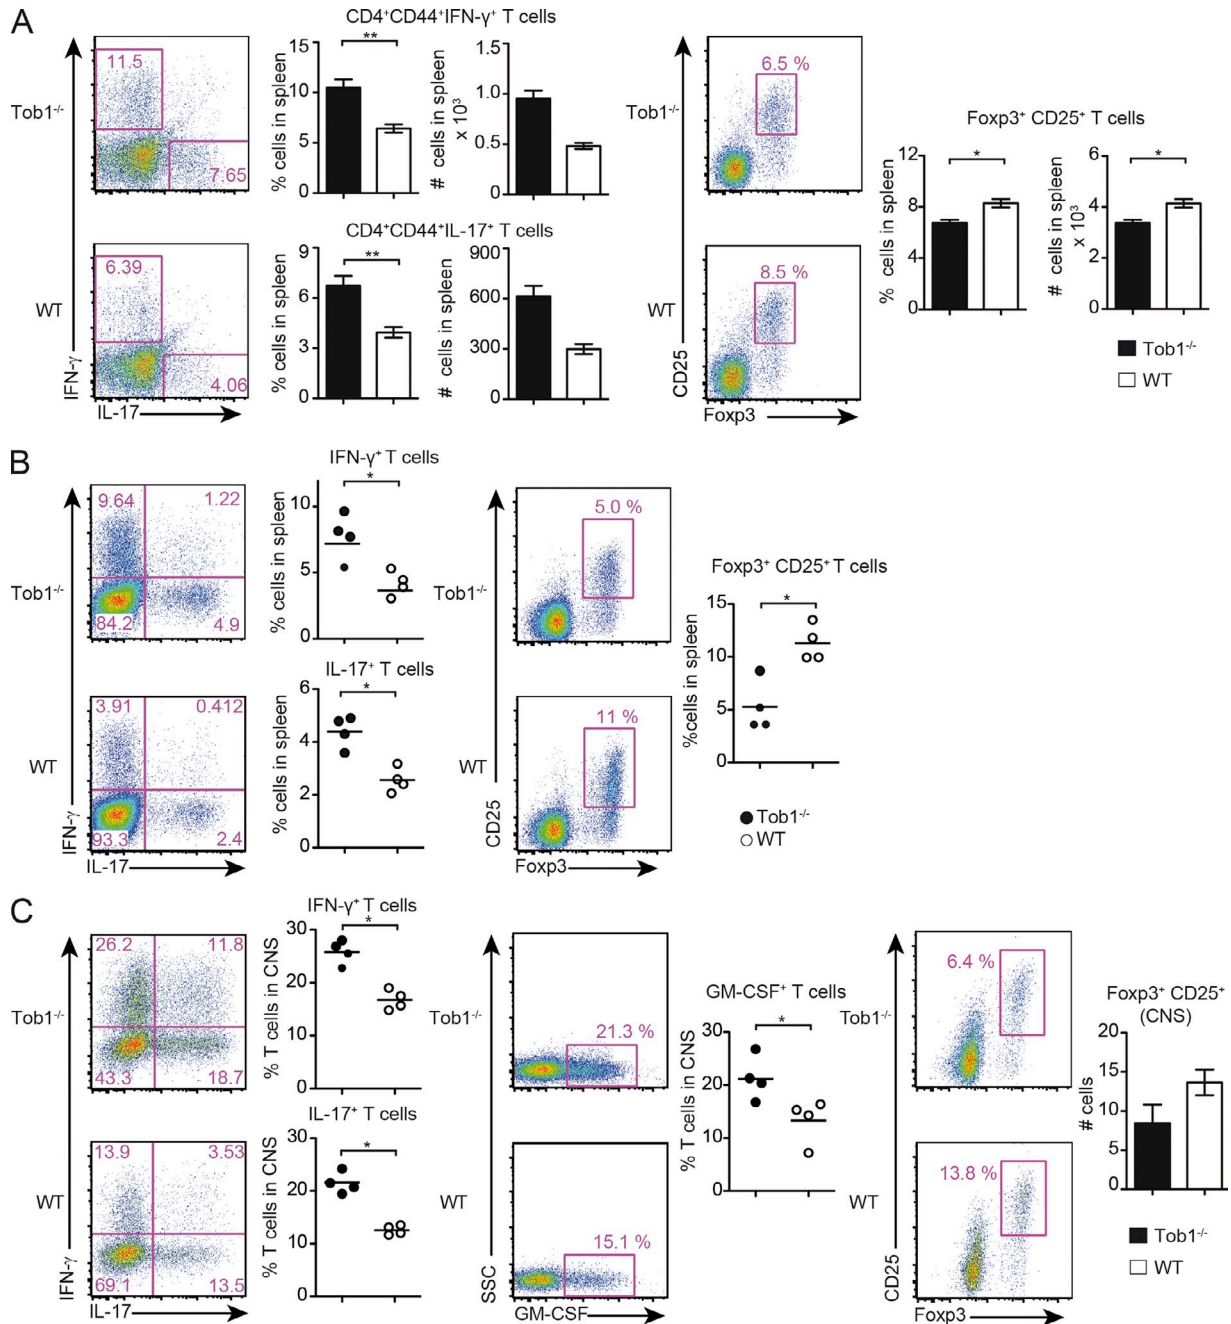 A
CD4⁺CD44⁺IFN-γ⁺ T cells
Tob1⁻/⁻
11.5
7.65
% cells in spleen
15
10
5
0
**
# cells in spleen
x 10³
1.5
1.0
0.5
0
CD4⁺CD44⁺IL-17⁺ T cells
WT
6.39
4.06
IFN-γ
IL-17
% cells in spleen
9
6
3
0
**
# cells in spleen
900
600
300
0
6.5 %
8.5 %
CD25
Foxp3
Foxp3⁺ CD25⁺ T cells
% cells in spleen
12
8
4
0
*
# cells in spleen
x 10³
6
4
2
0
*
Tob1⁻/⁻
WT
B
Tob1⁻/⁻
9.64
1.22
84.2
4.9
WT
3.91
0.412
93.3
2.4
IFN-γ
IL-17
IFN-γ⁺ T cells
% cells in spleen
10
5
0
*
IL-17⁺ T cells
% cells in spleen
6
4
2
0
*
Tob1⁻/⁻
5.0 %
WT
11 %
CD25
Foxp3
Foxp3⁺ CD25⁺ T cells
%cells in spleen
15
10
5
0
*
Tob1⁻/⁻
WT
C
Tob1⁻/⁻
26.2
11.8
43.3
18.7
WT
13.9
3.53
69.1
13.5
IFN-γ
IL-17
IFN-γ⁺ T cells
% T cells in CNS
30
20
10
0
*
IL-17⁺ T cells
% T cells in CNS
30
20
10
0
*
Tob1⁻/⁻
21.3 %
WT
15.1 %
SSC
GM-CSF
GM-CSF⁺ T cells
% T cells in CNS
30
20
10
0
*
Tob1⁻/⁻
6.4 %
WT
13.8 %
CD25
Foxp3
Foxp3⁺ CD25⁺
(CNS)
# cells
20
15
10
5
0
Tob1⁻/⁻
WT